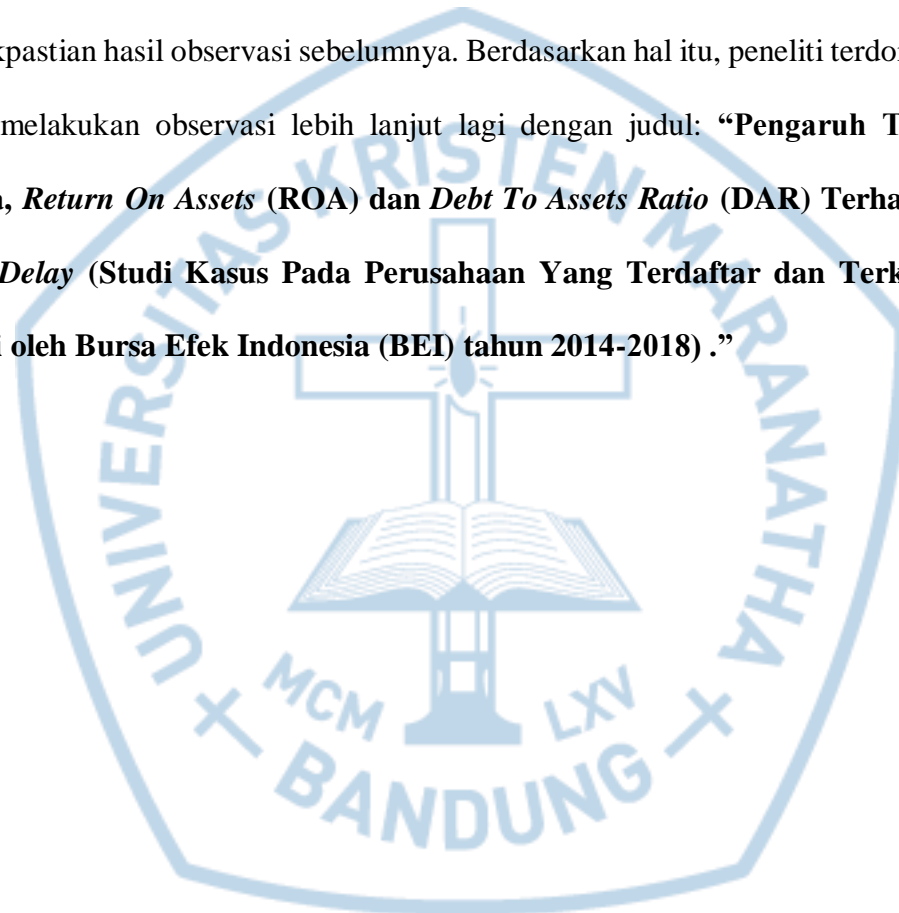 kpastian hasil observasi sebelumnya. Berdasarkan hal itu, peneliti terdo
melakukan observasi lebih lanjut lagi dengan judul: “Pengaruh T
, Return On Assets (ROA) dan Debt To Assets Ratio (DAR) Terha
Delay (Studi Kasus Pada Perusahaan Yang Terdaftar dan Terk
i oleh Bursa Efek Indonesia (BEI) tahun 2014-2018) .”
UNIVERSITAS KRISTEN MARANATHA
MCM LXV
BANDUNG